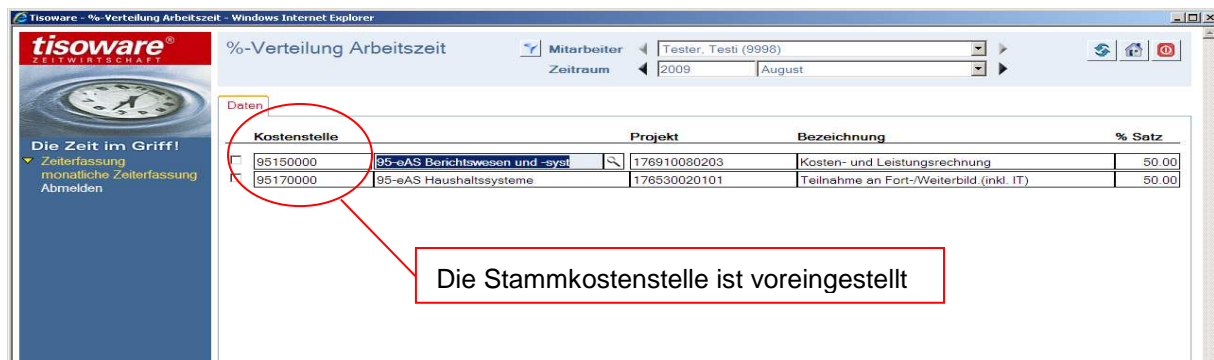 Tisoware - %-Verteilung Arbeitszeit - Windows Internet Explorer
tisoware®
ZEITWIRTSCHAFT
%-Verteilung Arbeitszeit
Mitarbeiter Tester, Testi (9998)
Zeitraum 2009 August
Die Zeit im Griff!
Zeiterfassung
monatliche Zeiterfassung
Abmelden
Daten
Kostenstelle Projekt Bezeichnung % Satz
95150000 95-eAS Berichtswesen und -syst 176910080203 Kosten- und Leistungsrechnung 50.00
95170000 95-eAS Haushaltssysteme 176530020101 Teilnahme an Fort-/Weiterbild.(inkl. IT) 50.00
Die Stammkostenstelle ist voreingestellt